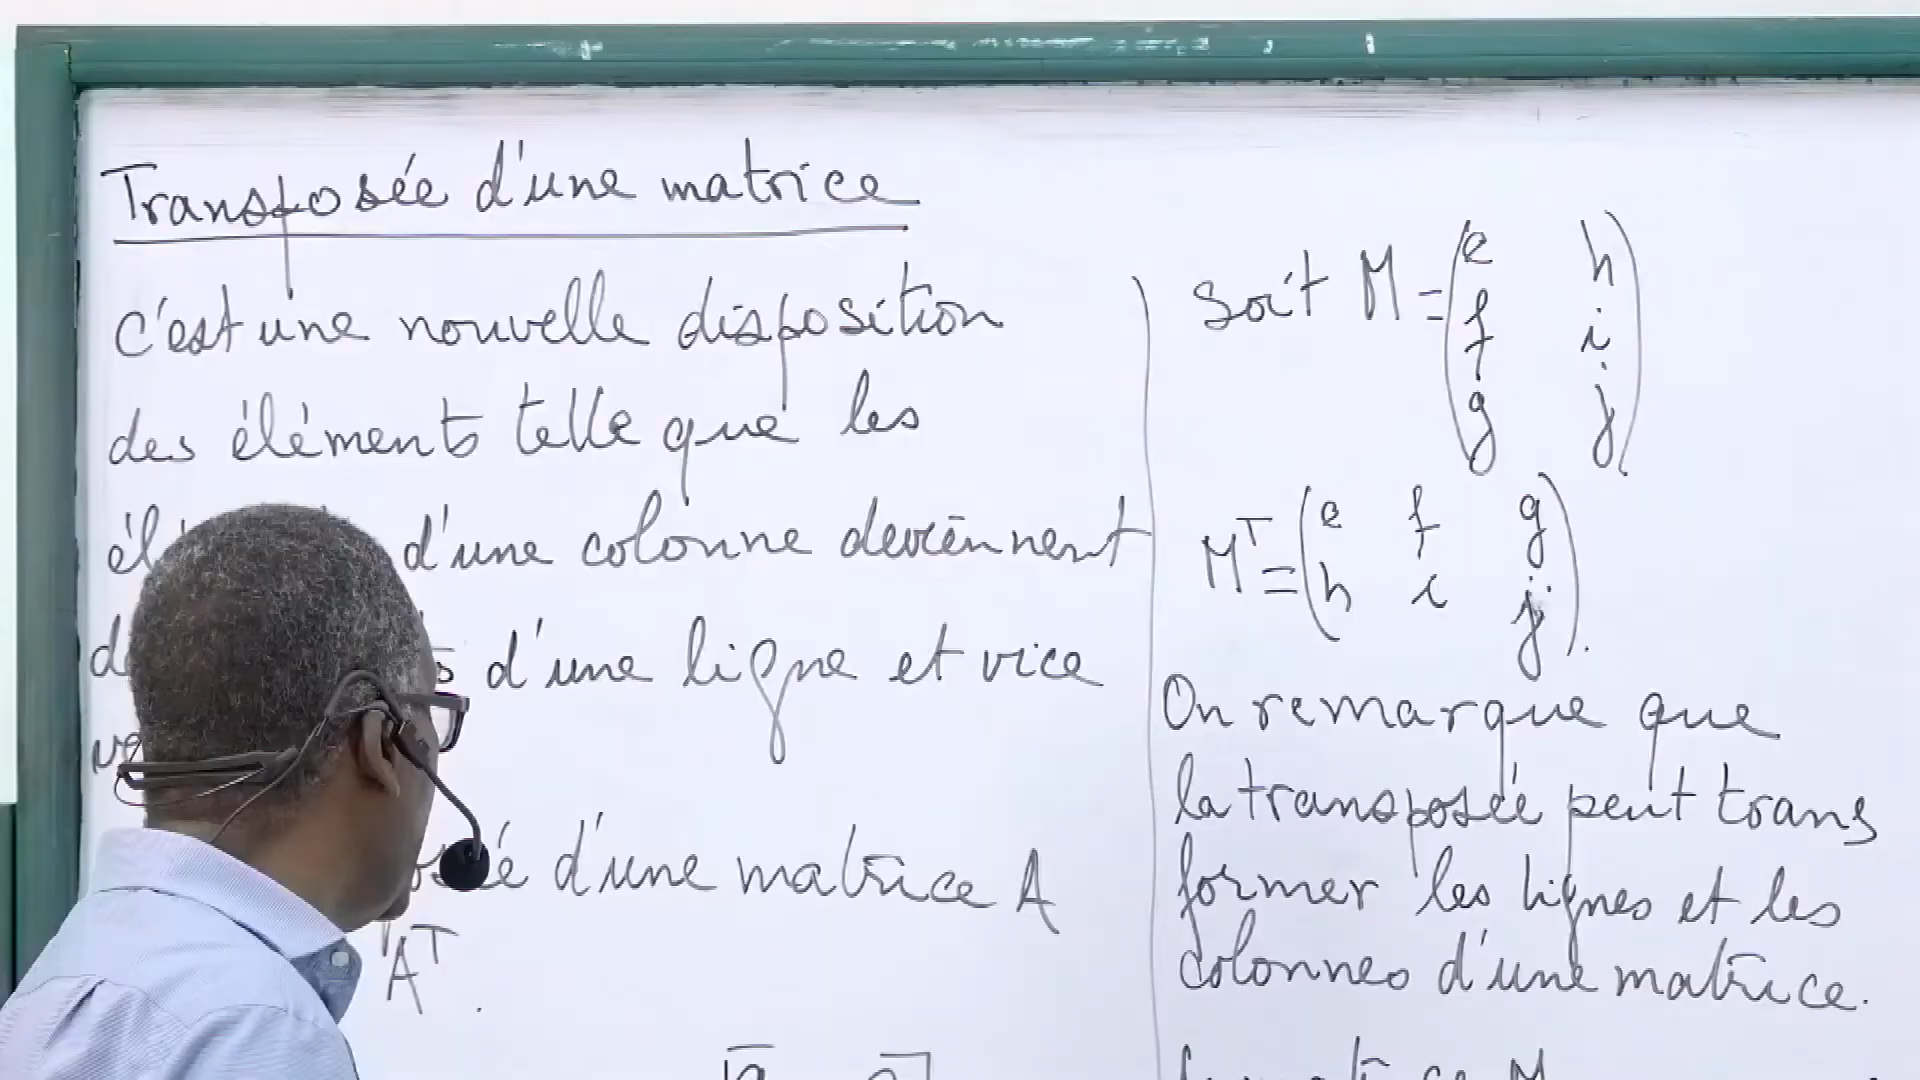 Transposée d'une matrice
c'est une nouvelle disposition
des éléments telle que les
d'une colonne deviennent
d'une ligne et vice
d'une matrice A
A^T.
soit M = (e h
f i
g j)
M^T = (e f g
h i j).
On remarque que
la transposée peut trans
former les lignes et les
colonnes d'une matrice.